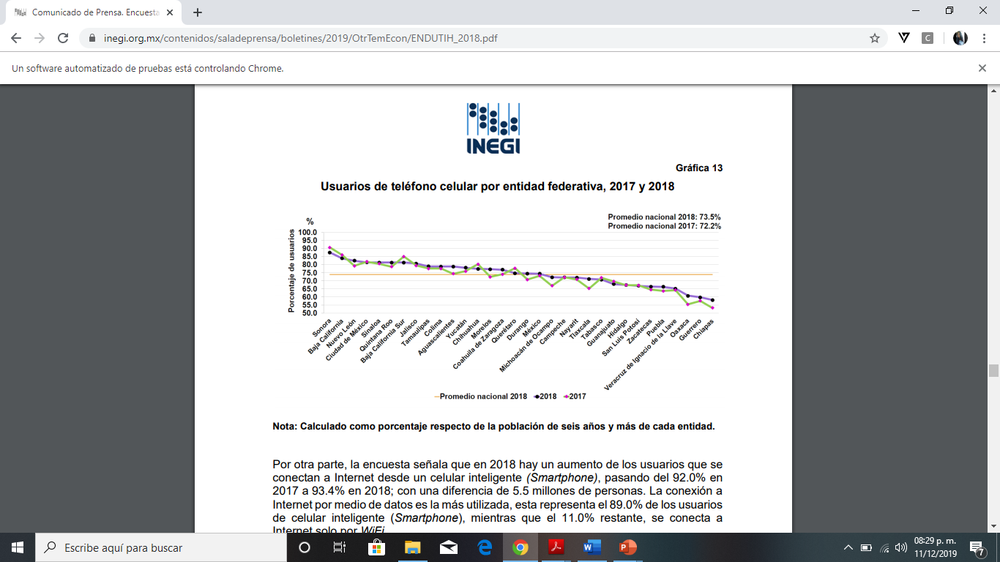 Comunicado de Prensa. Encuesta
inegi.org.mx/contenidos/saladeprensa/boletines/2019/OtrTemEcon/ENDUTIH_2018.pdf
C
Un software automatizado de pruebas está controlando Chrome.
INEGI
Gráfica 13
Usuarios de teléfono celular por entidad federativa, 2017 y 2018
Promedio nacional 2018: 73.5%
Promedio nacional 2017: 72.2%
%
Porcentaje de usuarios
100.0
95.0
90.0
85.0
80.0
75.0
70.0
65.0
60.0
55.0
50.0
Sonora
Baja California
Nuevo León
Ciudad de México
Sinaloa
Quintana Roo
Baja California Sur
Jalisco
Tamaulipas
Colima
Aguascalientes
Yucatán
Chihuahua
Morelos
Coahuila de Zaragoza
Querétaro
Durango
México
Michoacán de Ocampo
Campeche
Nayarit
Tlaxcala
Tabasco
Guanajuato
Hidalgo
San Luis Potosí
Zacatecas
Puebla
Veracruz de Ignacio de la Llave
Oaxaca
Guerrero
Chiapas
Promedio nacional 2018 2018 2017
Nota: Calculado como porcentaje respecto de la población de seis años y más de cada entidad.
Por otra parte, la encuesta señala que en 2018 hay un aumento de los usuarios que se
conectan a Internet desde un celular inteligente (Smartphone), pasando del 92.0% en
2017 a 93.4% en 2018; con una diferencia de 5.5 millones de personas. La conexión a
Internet por medio de datos es la más utilizada, esta representa el 89.0% de los usuarios
de celular inteligente (Smartphone), mientras que el 11.0% restante, se conecta a
Internet solo por WiFi.
Escribe aquí para buscar
08:29 p. m.
11/12/2019
7